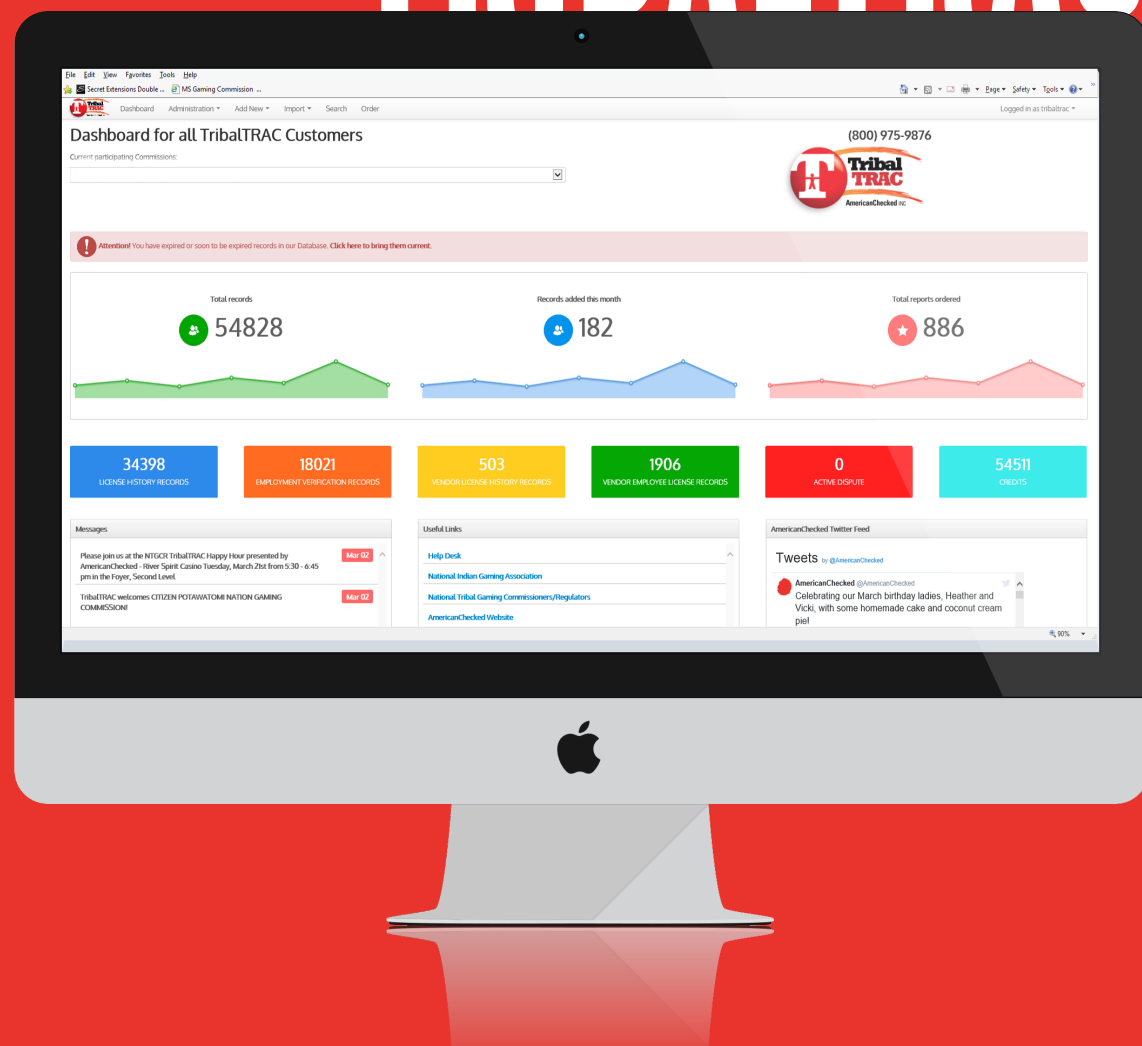 File Edit View Favorites Tools Help
Secret Extensions Double ... MS Gaming Commission ...
Page Safety Tools
Tribal TRAC Dashboard Administration Add New Import Search Order Logged in as tribaltrac
Dashboard for all TribalTRAC Customers
(800) 975-9876
Current participating Commissions:
Tribal
TRAC
AmericanChecked INC
Attention! You have expired or soon to be expired records in our Database. Click here to bring them current.
Total records
54828
Records added this month
182
Total reports ordered
886
34398
LICENSE HISTORY RECORDS
18021
EMPLOYMENT VERIFICATION RECORDS
503
VENDOR LICENSE HISTORY RECORDS
1906
VENDOR EMPLOYEE LICENSE RECORDS
0
ACTIVE DISPUTE
54511
CREDITS
Messages
Please join us at the NTGCR TribalTRAC Happy Hour presented by
AmericanChecked - River Spirit Casino Tuesday, March 21st from 5:30 - 6:45
pm in the Foyer, Second Level
Mar 02
TribalTRAC welcomes CITIZEN POTAWATOMI NATION GAMING
COMMISSION!
Mar 02
Useful Links
Help Desk
National Indian Gaming Association
National Tribal Gaming Commissioners/Regulators
AmericanChecked Website
AmericanChecked Twitter Feed
Tweets by @AmericanChecked
AmericanChecked @AmericanChecked
Celebrating our March birthday ladies, Heather and
Vicki, with some homemade cake and coconut cream
pie!
90%